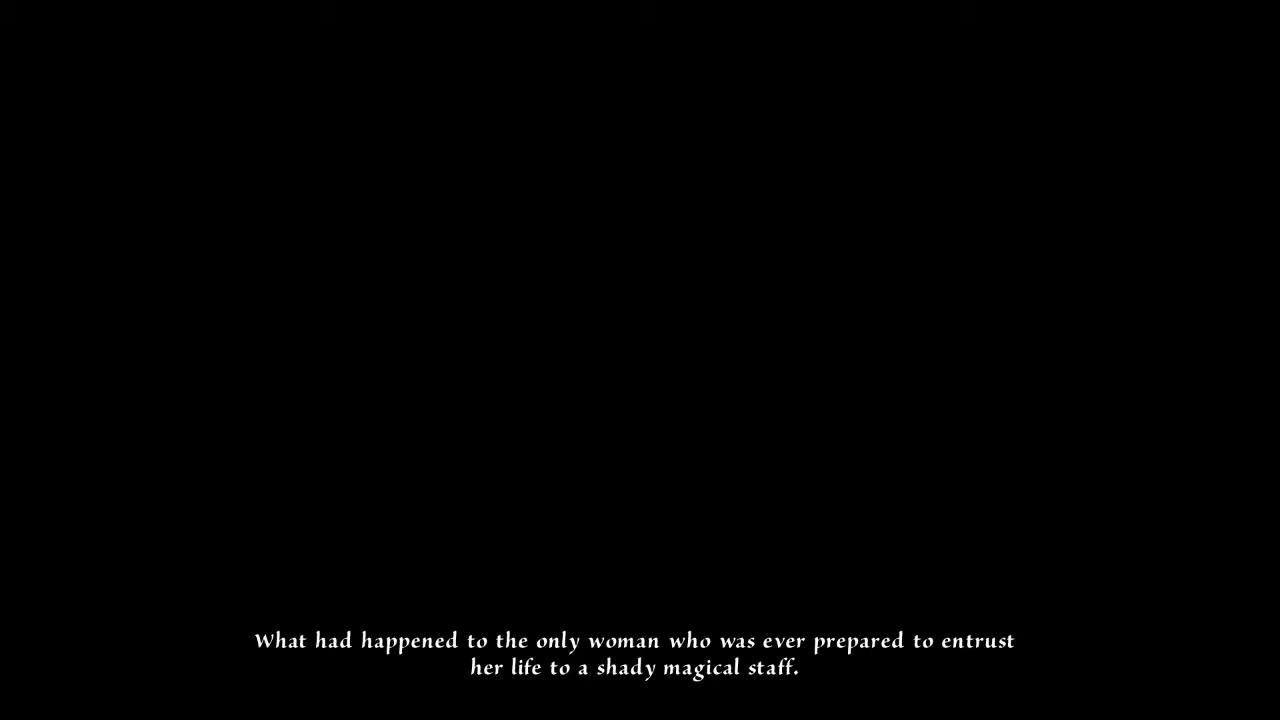 What had happened to the only woman who was ever prepared to entrust
her life to a shady magical staff.